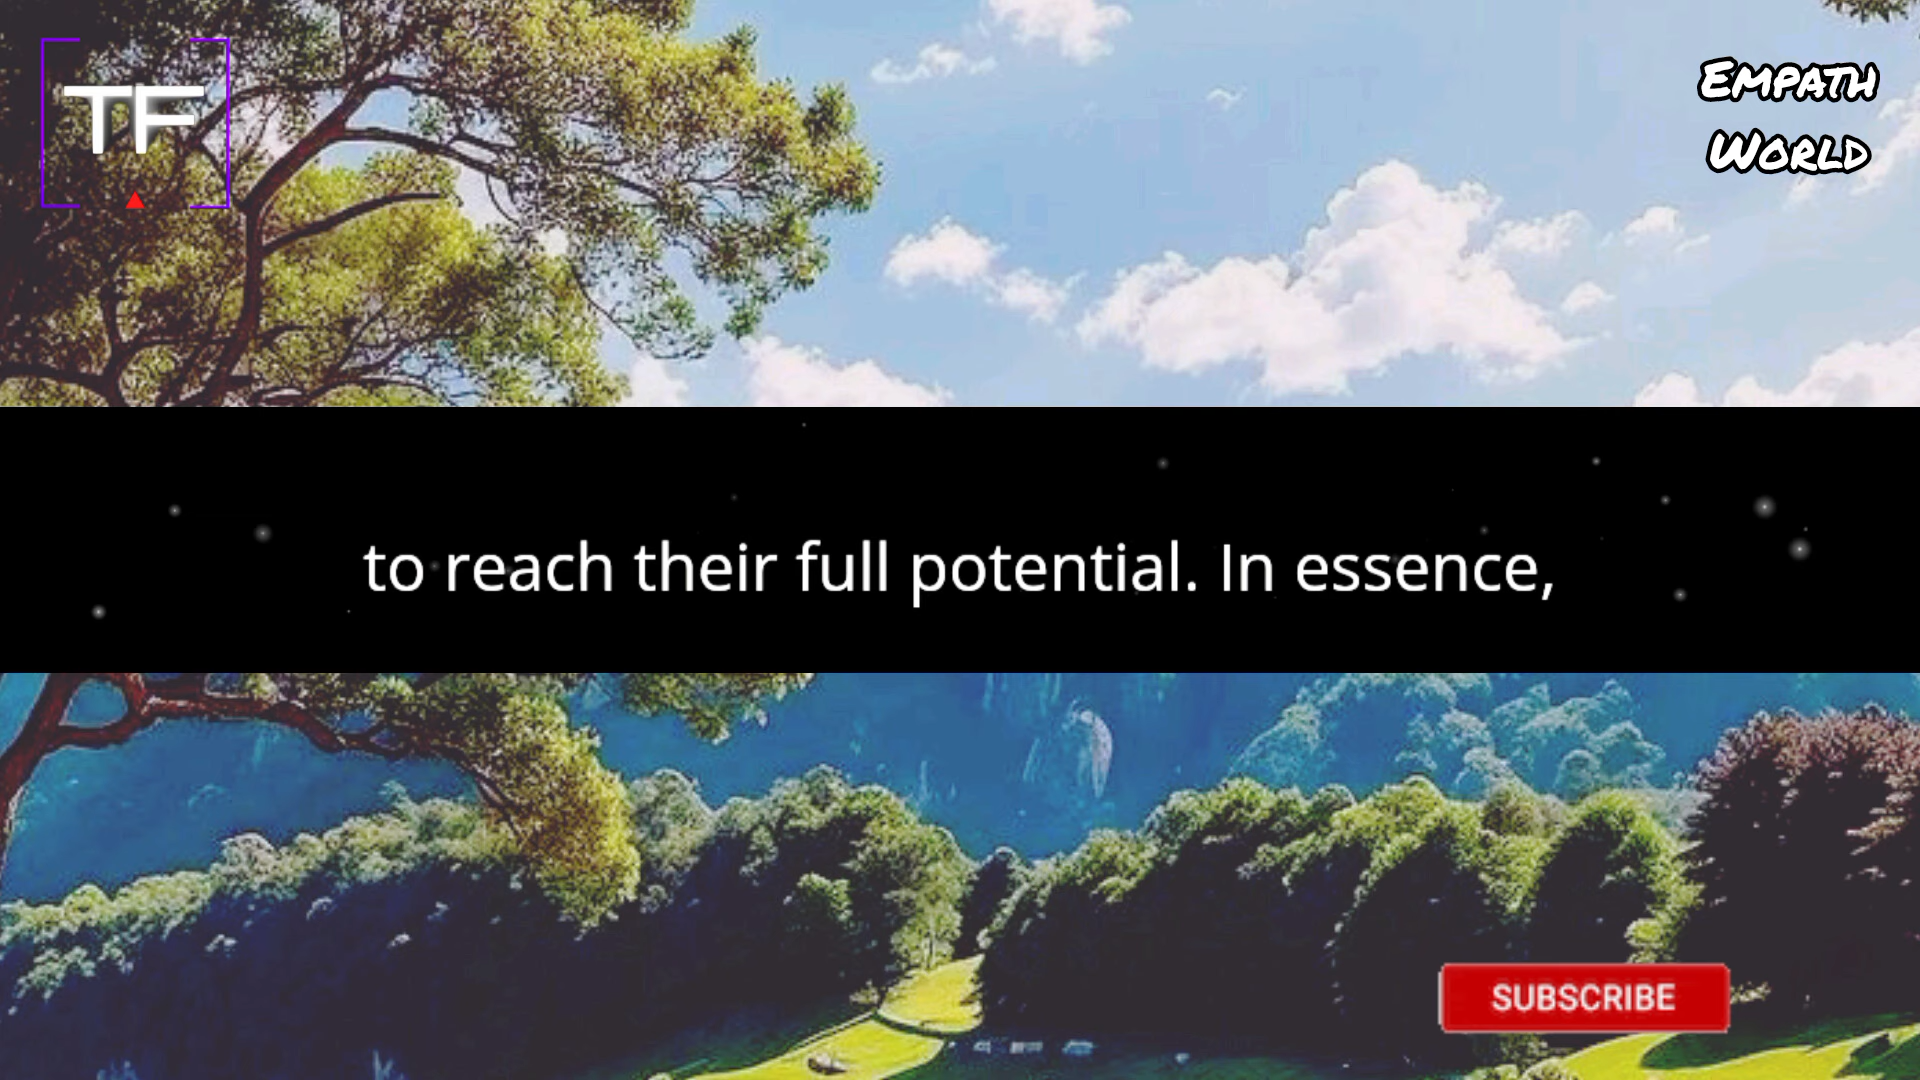 TF
EMPATH
WORLD
to reach their full potential. In essence,
SUBSCRIBE